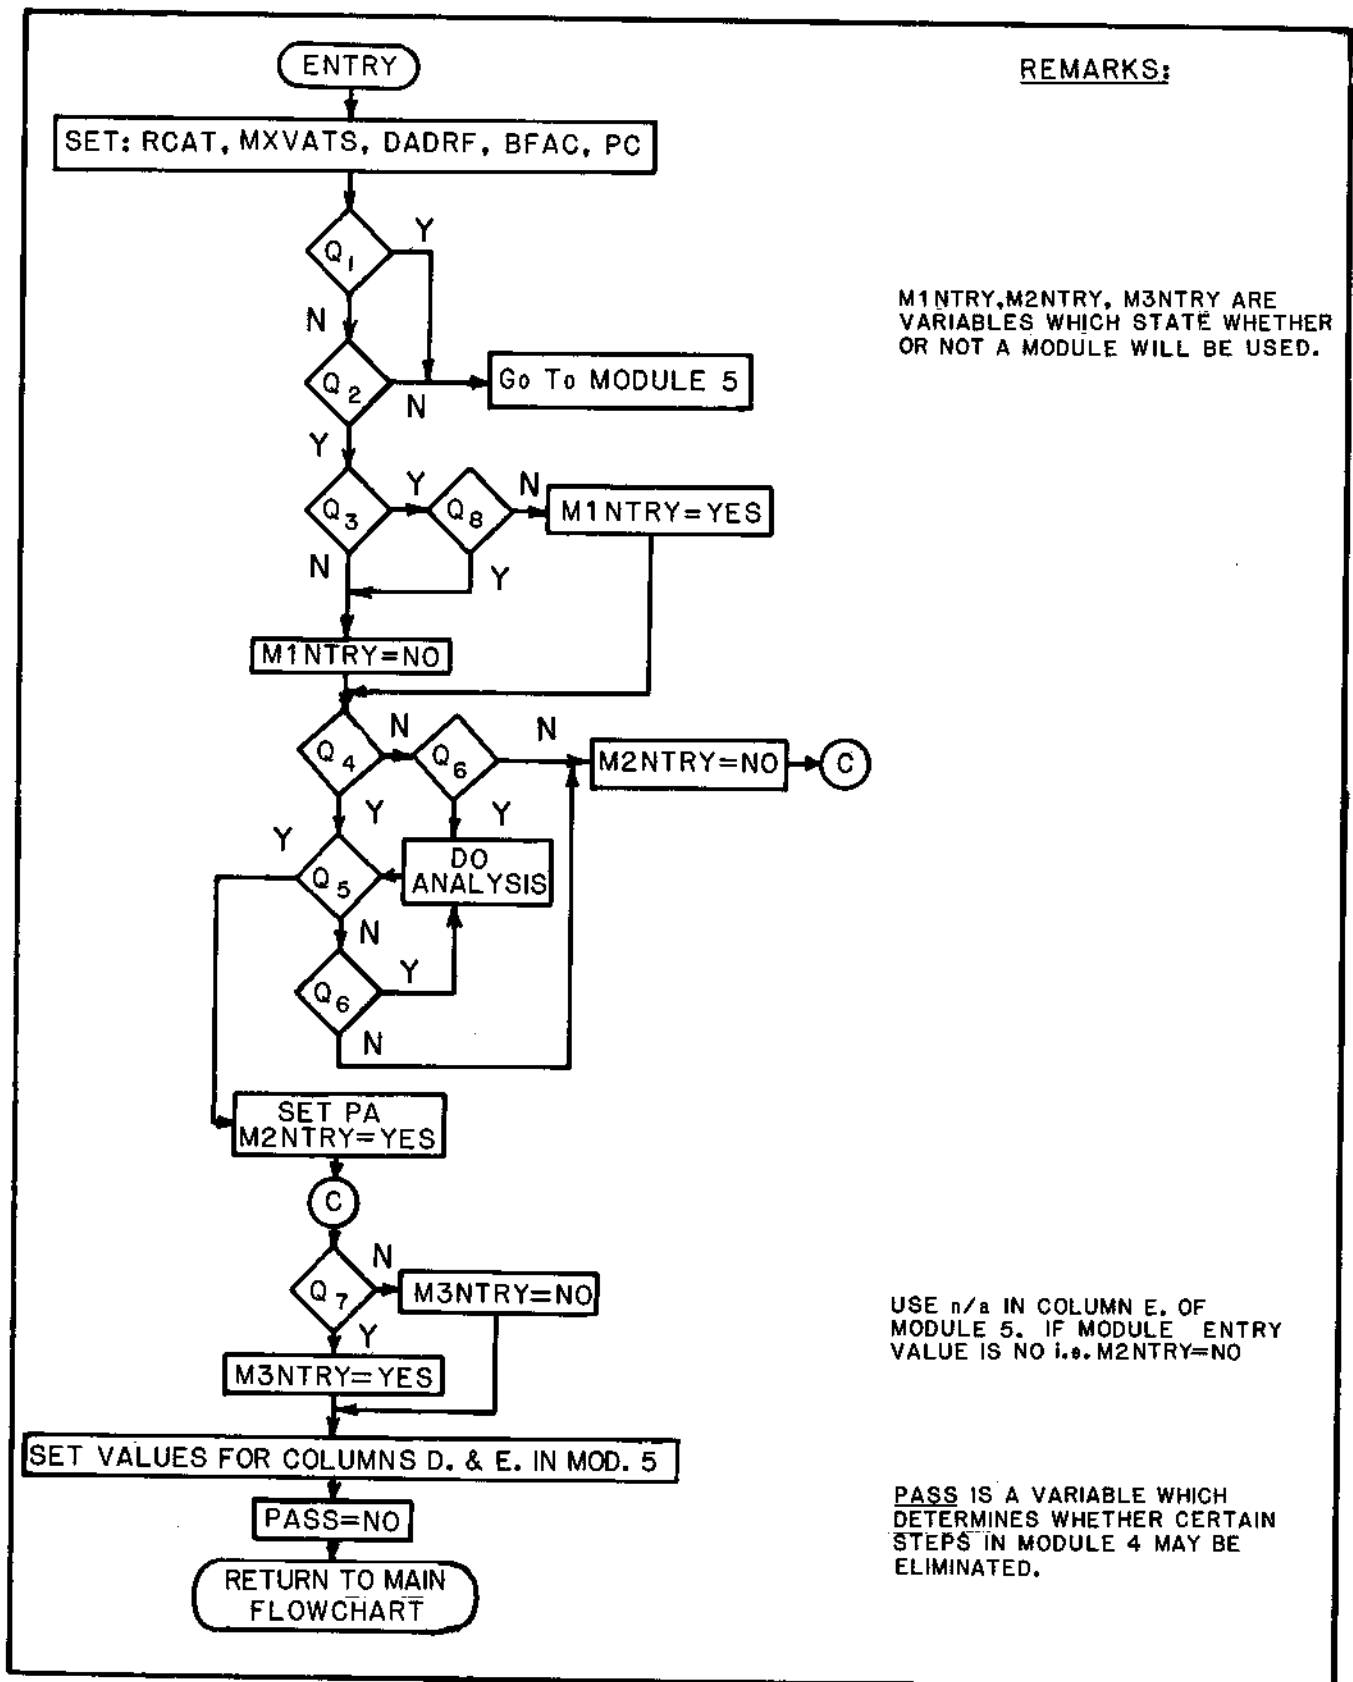 ENTRY
REMARKS:
SET: RCAT, MXVATS, DADRF, BFAC, PC
Q1
Y
N
M1NTRY, M2NTRY, M3NTRY ARE
VARIABLES WHICH STATE WHETHER
OR NOT A MODULE WILL BE USED.
Q2
N
Go To MODULE 5
Y
Q3
Y
Q8
N
M1NTRY=YES
N
Y
M1NTRY=NO
Q4
N
Q6
N
M2NTRY=NO
C
Y
Y
Y
Q5
DO
ANALYSIS
N
Q6
Y
N
SET PA
M2NTRY=YES
C
Q7
N
M3NTRY=NO
Y
M3NTRY=YES
USE n/a IN COLUMN E. OF
MODULE 5. IF MODULE ENTRY
VALUE IS NO i.e. M2NTRY=NO
SET VALUES FOR COLUMNS D. & E. IN MOD. 5
PASS=NO
PASS IS A VARIABLE WHICH
DETERMINES WHETHER CERTAIN
STEPS IN MODULE 4 MAY BE
ELIMINATED.
RETURN TO MAIN
FLOWCHART